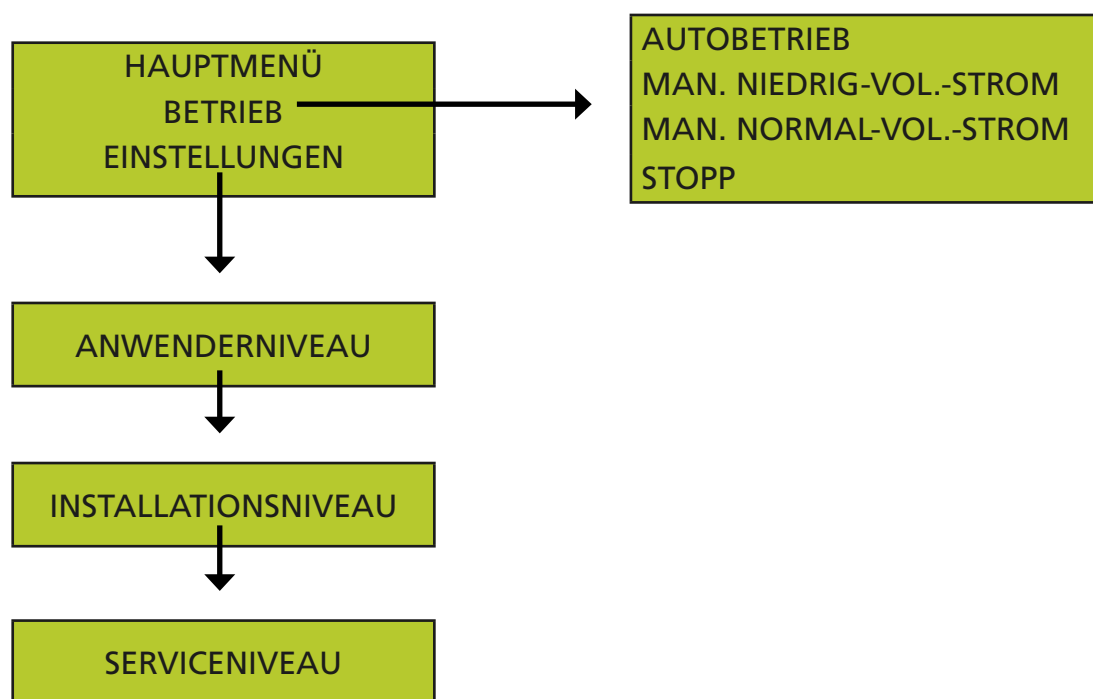 HAUPTMENÜ
BETRIEB
EINSTELLUNGEN
AUTOBETRIEB
MAN. NIEDRIG-VOL.-STROM
MAN. NORMAL-VOL.-STROM
STOPP
ANWENDERNIVEAU
INSTALLATIONSNIVEAU
SERVICENIVEAU